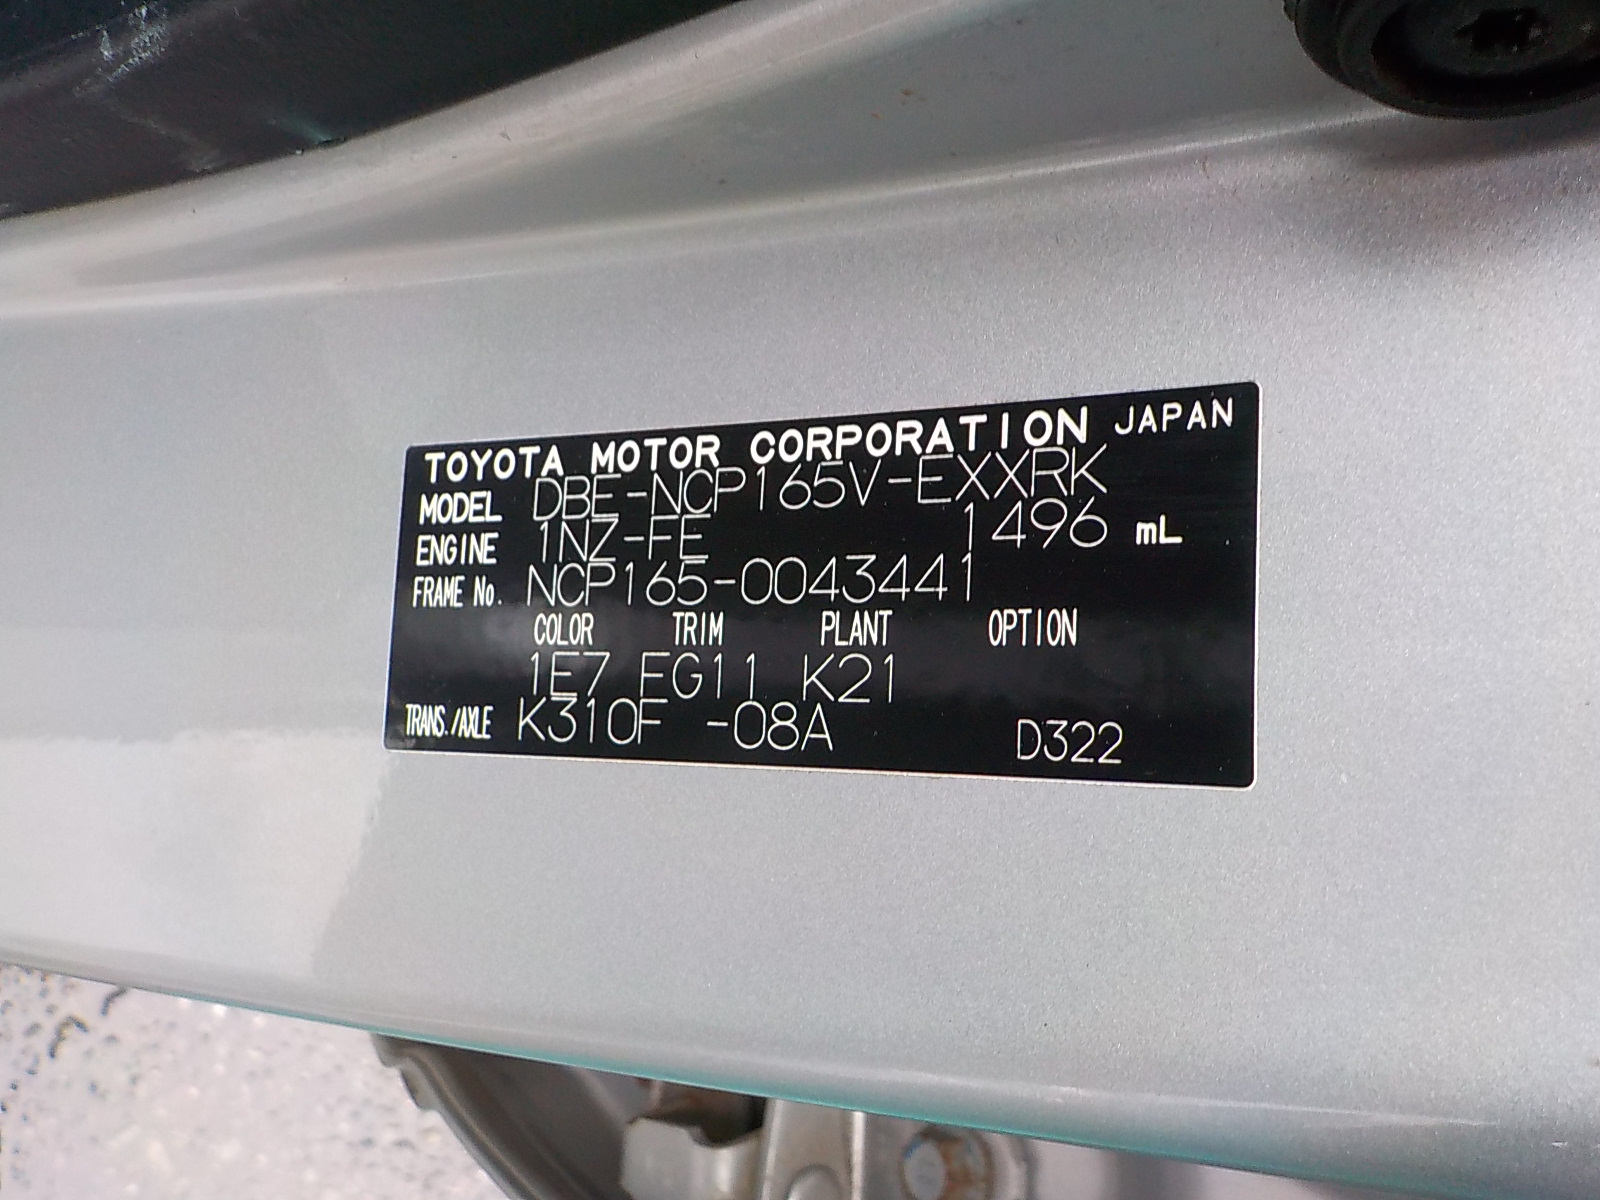 TOYOTA MOTOR CORPORATION JAPAN
MODEL DBE-NCP165V-EXXRK
ENGINE 1NZ-FE 1496 mL
FRAME No. NCP165-0043441
COLOR TRIM PLANT OPTION
1E7 FG11 K21
TRANS./AXLE K310F -08A D322